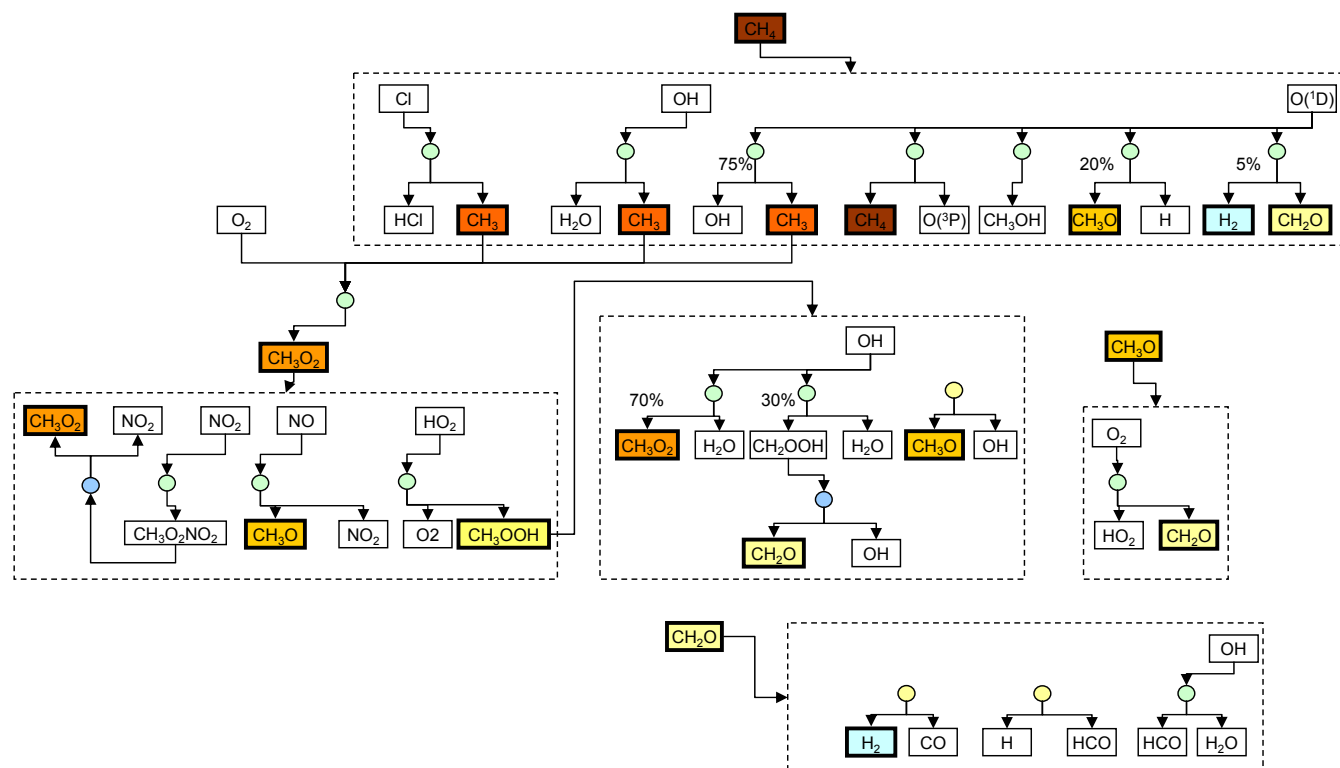 CH₄
Cl
OH
O(¹D)
75%
20%
5%
HCl
CH₃
H₂O
CH₃
OH
CH₃
CH₄
O(³P)
CH₃OH
CH₃O
H
H₂
CH₂O
O₂
CH₃O₂
OH
CH₃O
CH₃O₂
NO₂
NO₂
NO
HO₂
70%
30%
O₂
CH₃O₂
H₂O
CH₂OOH
H₂O
CH₃O
OH
CH₃O₂NO₂
CH₃O
NO₂
O2
CH₃OOH
HO₂
CH₂O
CH₂O
OH
CH₂O
OH
H₂
CO
H
HCO
HCO
H₂O